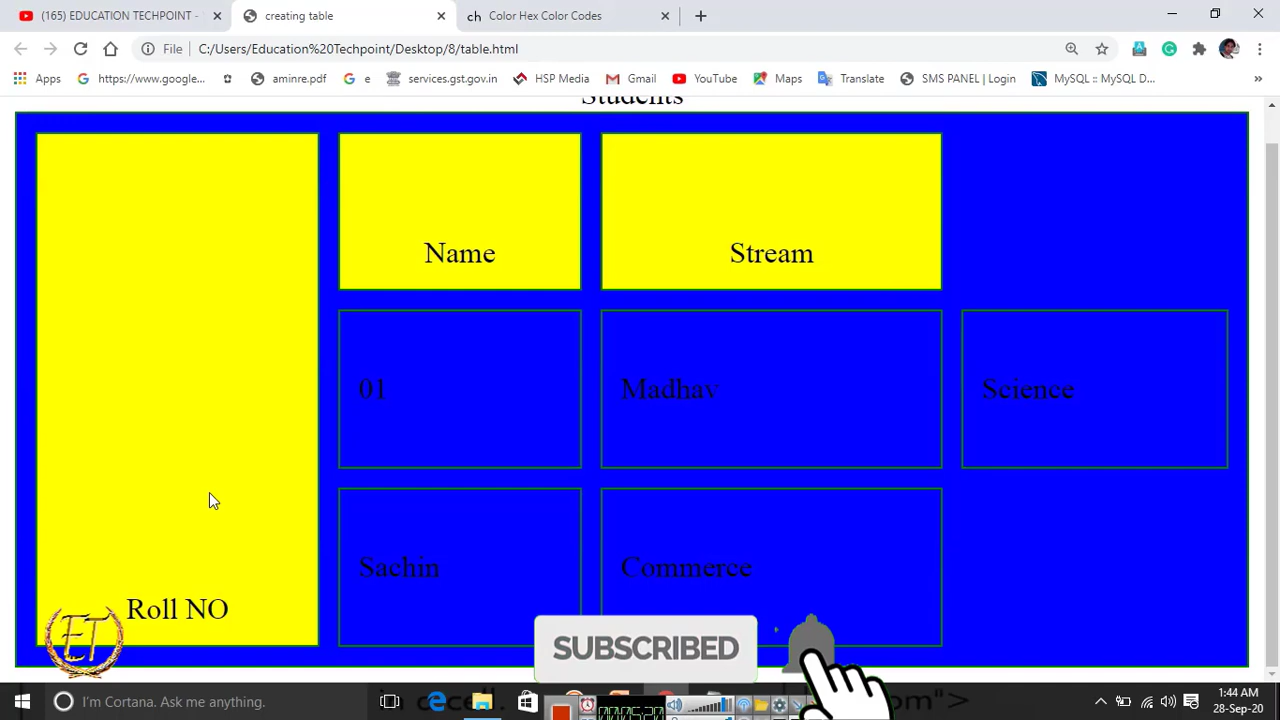 (165) EDUCATION TECHPOINT -
creating table
ch Color Hex Color Codes
File C:/Users/Education%20Techpoint/Desktop/8/table.html
Apps https://www.google... aminre.pdf e services.gst.gov.in HSP Media Gmail YouTube Maps Translate SMS PANEL | Login MySQL :: MySQL D... »
Students
Name Stream
01 Madhav Science
Sachin Commerce
Roll NO
ET
SUBSCRIBED
I'm Cortana. Ask me anything.
1:44 AM
28-Sep-20